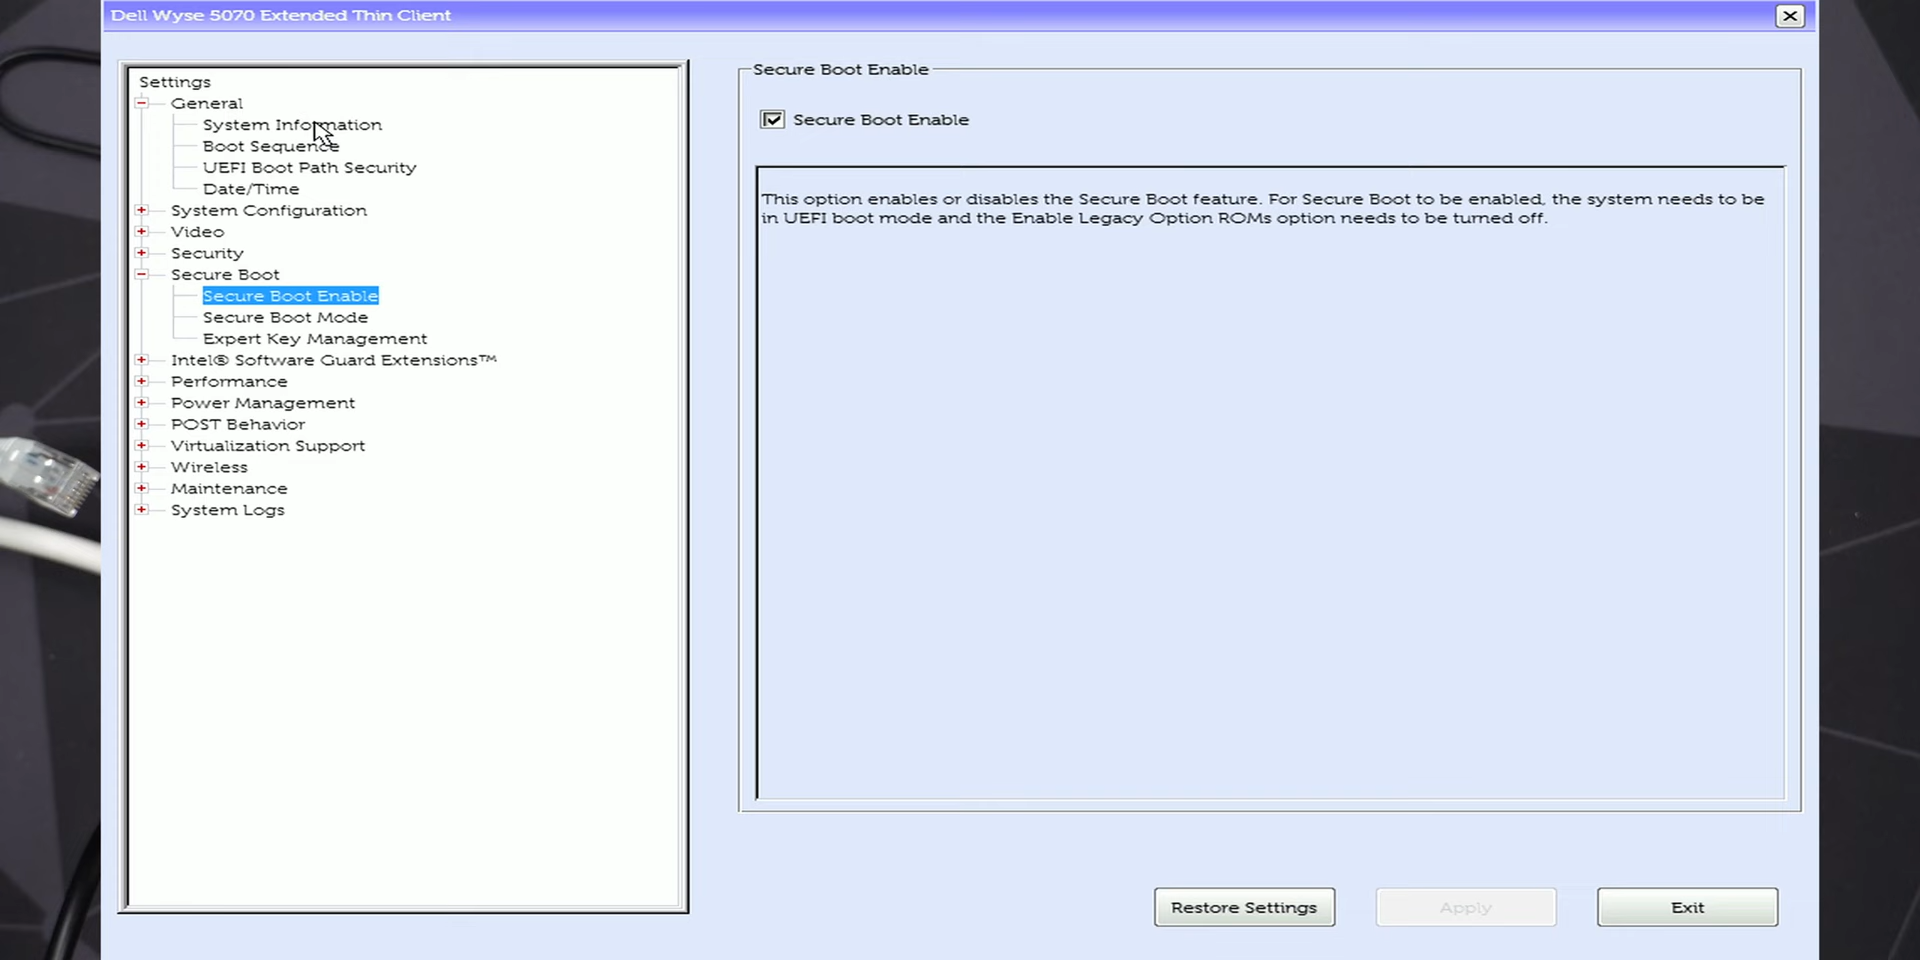 Dell Wyse 5070 Extended Thin Client
Settings
General
System Information
Boot Sequence
UEFI Boot Path Security
Date/Time
System Configuration
Video
Security
Secure Boot
Secure Boot Enable
Secure Boot Mode
Expert Key Management
Intel® Software Guard Extensions™
Performance
Power Management
POST Behavior
Virtualization Support
Wireless
Maintenance
System Logs
Secure Boot Enable
Secure Boot Enable
This option enables or disables the Secure Boot feature. For Secure Boot to be enabled, the system needs to be
in UEFI boot mode and the Enable Legacy Option ROMs option needs to be turned off.
Restore Settings
Apply
Exit